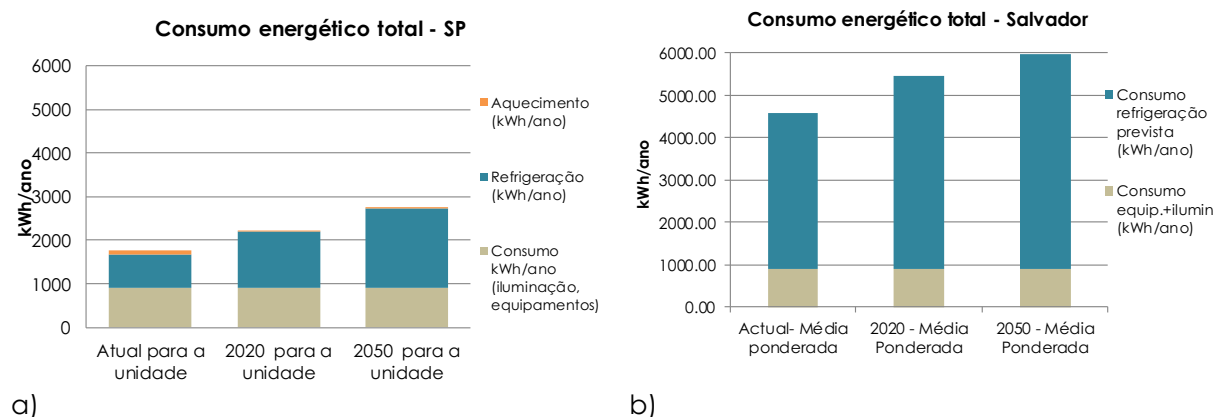 Consumo energético total - SP
6000
5000
4000
3000
2000
1000
0
kWh/ano
Atual para a
unidade
2020 para a
unidade
2050 para a
unidade
Aquecimento
(kWh/ano)
Refrigeração
(kWh/ano)
Consumo
kWh/ano
(iluminação,
equipamentos)
a)
Consumo energético total - Salvador
6000.00
5000.00
4000.00
3000.00
2000.00
1000.00
0.00
kWh/ano
Actual- Média
ponderada
2020 - Média
Ponderada
2050 - Média
Ponderada
Consumo
refrigeração
prevista
(kWh/ano)
Consumo
equip.+ilumin
(kWh/ano)
b)